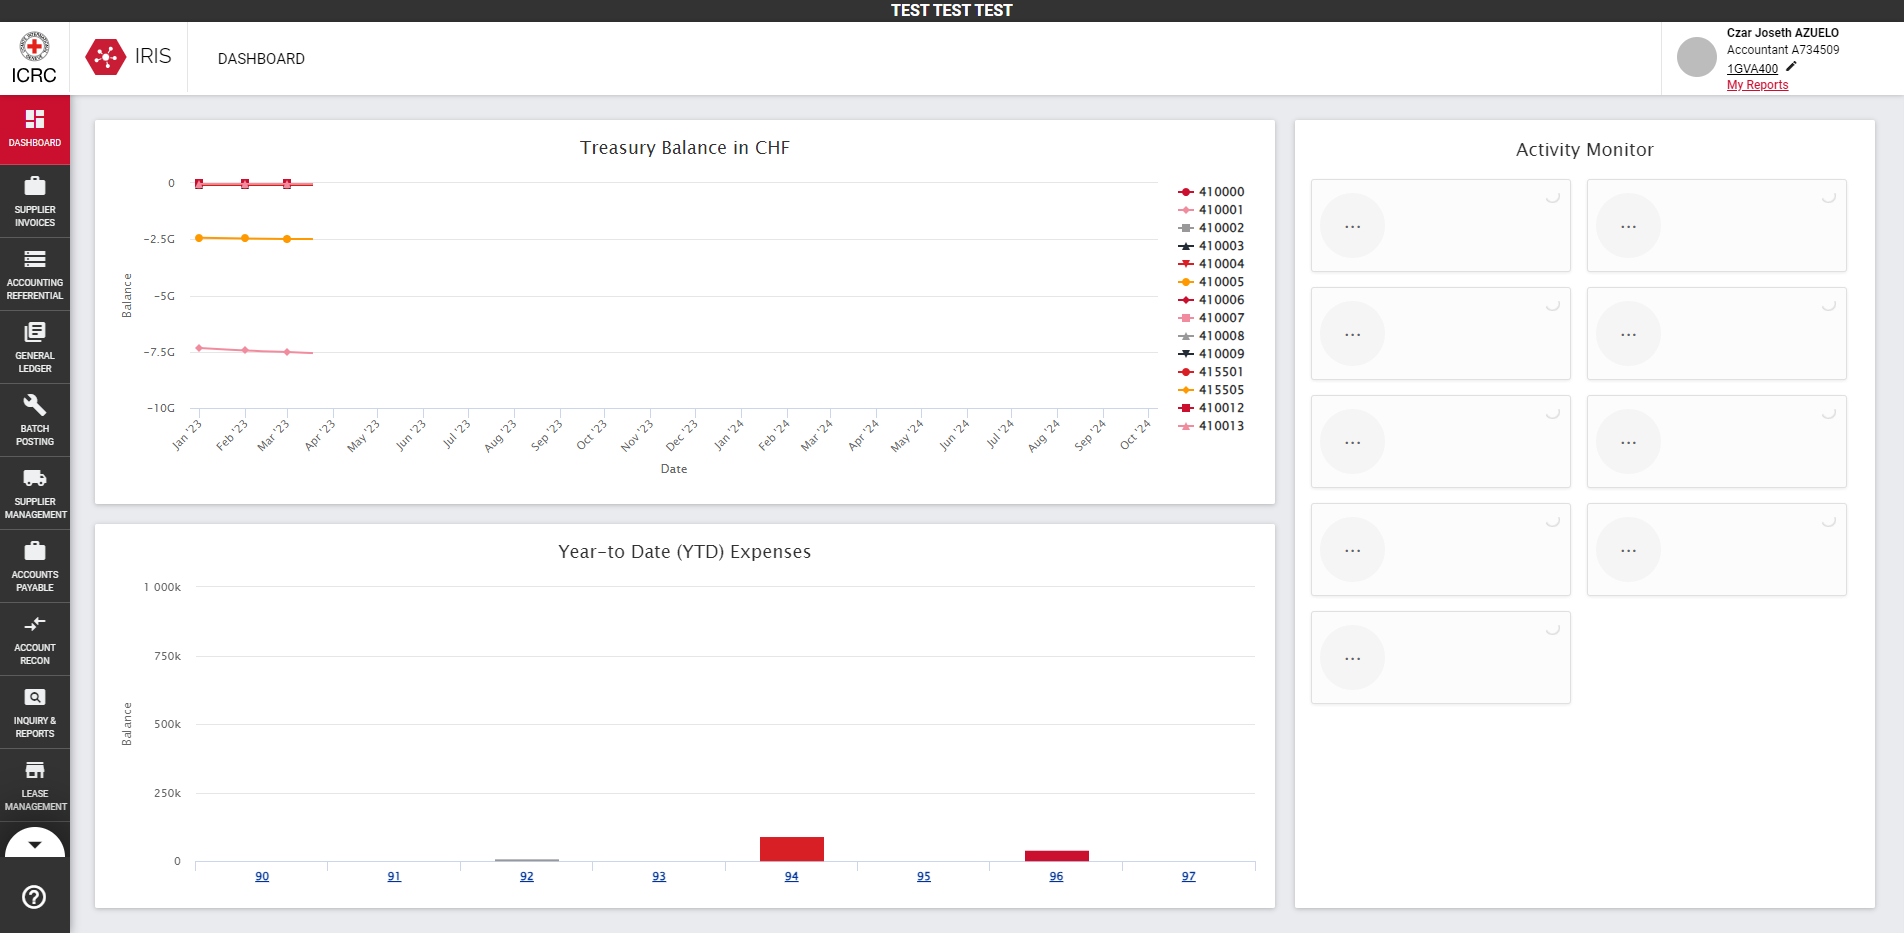 TEST TEST TEST
ICRC
IRIS
DASHBOARD
Czar Joseth AZUELO
Accountant A734509
1GVA400
My Reports
DASHBOARD
SUPPLIER
INVOICES
ACCOUNTING
REFERENTIAL
GENERAL
LEDGER
BATCH
POSTING
SUPPLIER
MANAGEMENT
ACCOUNTS
PAYABLE
ACCOUNT
RECON
INQUIRY &
REPORTS
LEASE
MANAGEMENT
Treasury Balance in CHF
0
−2.5G
−5G
−7.5G
−10G
Balance
Jan '23
Feb '23
Mar '23
Apr '23
May '23
Jun '23
Jul '23
Aug '23
Sep '23
Oct '23
Nov '23
Dec '23
Jan '24
Feb '24
Mar '24
Apr '24
May '24
Jun '24
Jul '24
Aug '24
Sep '24
Oct '24
Date
410000
410001
410002
410003
410004
410005
410006
410007
410008
410009
415501
415505
410012
410013
Year-to Date (YTD) Expenses
1 000k
750k
500k
250k
0
Balance
90
91
92
93
94
95
96
97
Activity Monitor
...
...
...
...
...
...
...
...
...